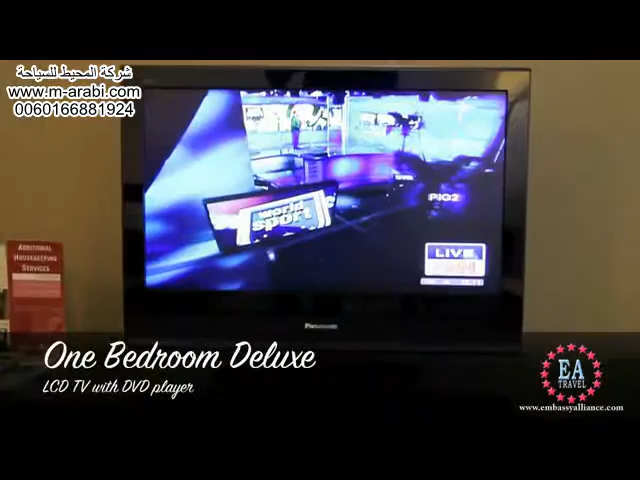 شركة المحيط للسياحة
www.m-arabi.com
0060166881924
world
sport
PIO2
LIVE
Panasonic
ADDITIONAL
HOUSEKEEPING
SERVICES
One Bedroom Deluxe
LCD TV with DVD player
EA
TRAVEL
www.embassyalliance.com